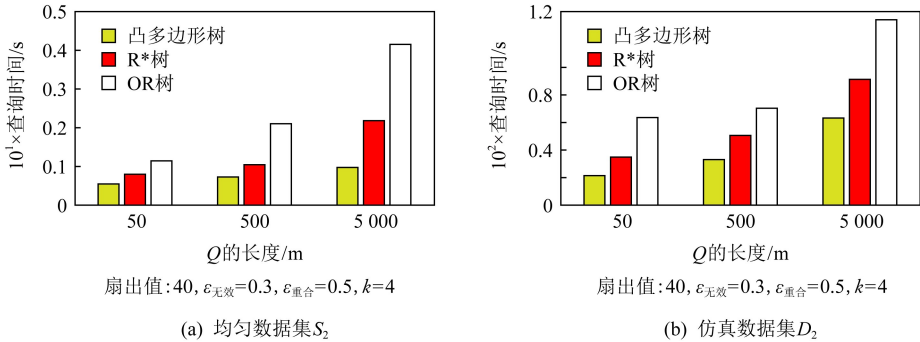 0.5
0.4
0.3
0.2
0.1
0
10¹×查询时间/s
凸多边形树
R*树
OR树
50
500
5 000
Q的长度/m
扇出值:40, ε无效=0.3, ε重合=0.5, k=4
(a) 均匀数据集S₂
1.2
0.8
0.4
0
10²×查询时间/s
凸多边形树
R*树
OR树
50
500
5 000
Q的长度/m
扇出值:40, ε无效=0.3, ε重合=0.5, k=4
(b) 仿真数据集D₂